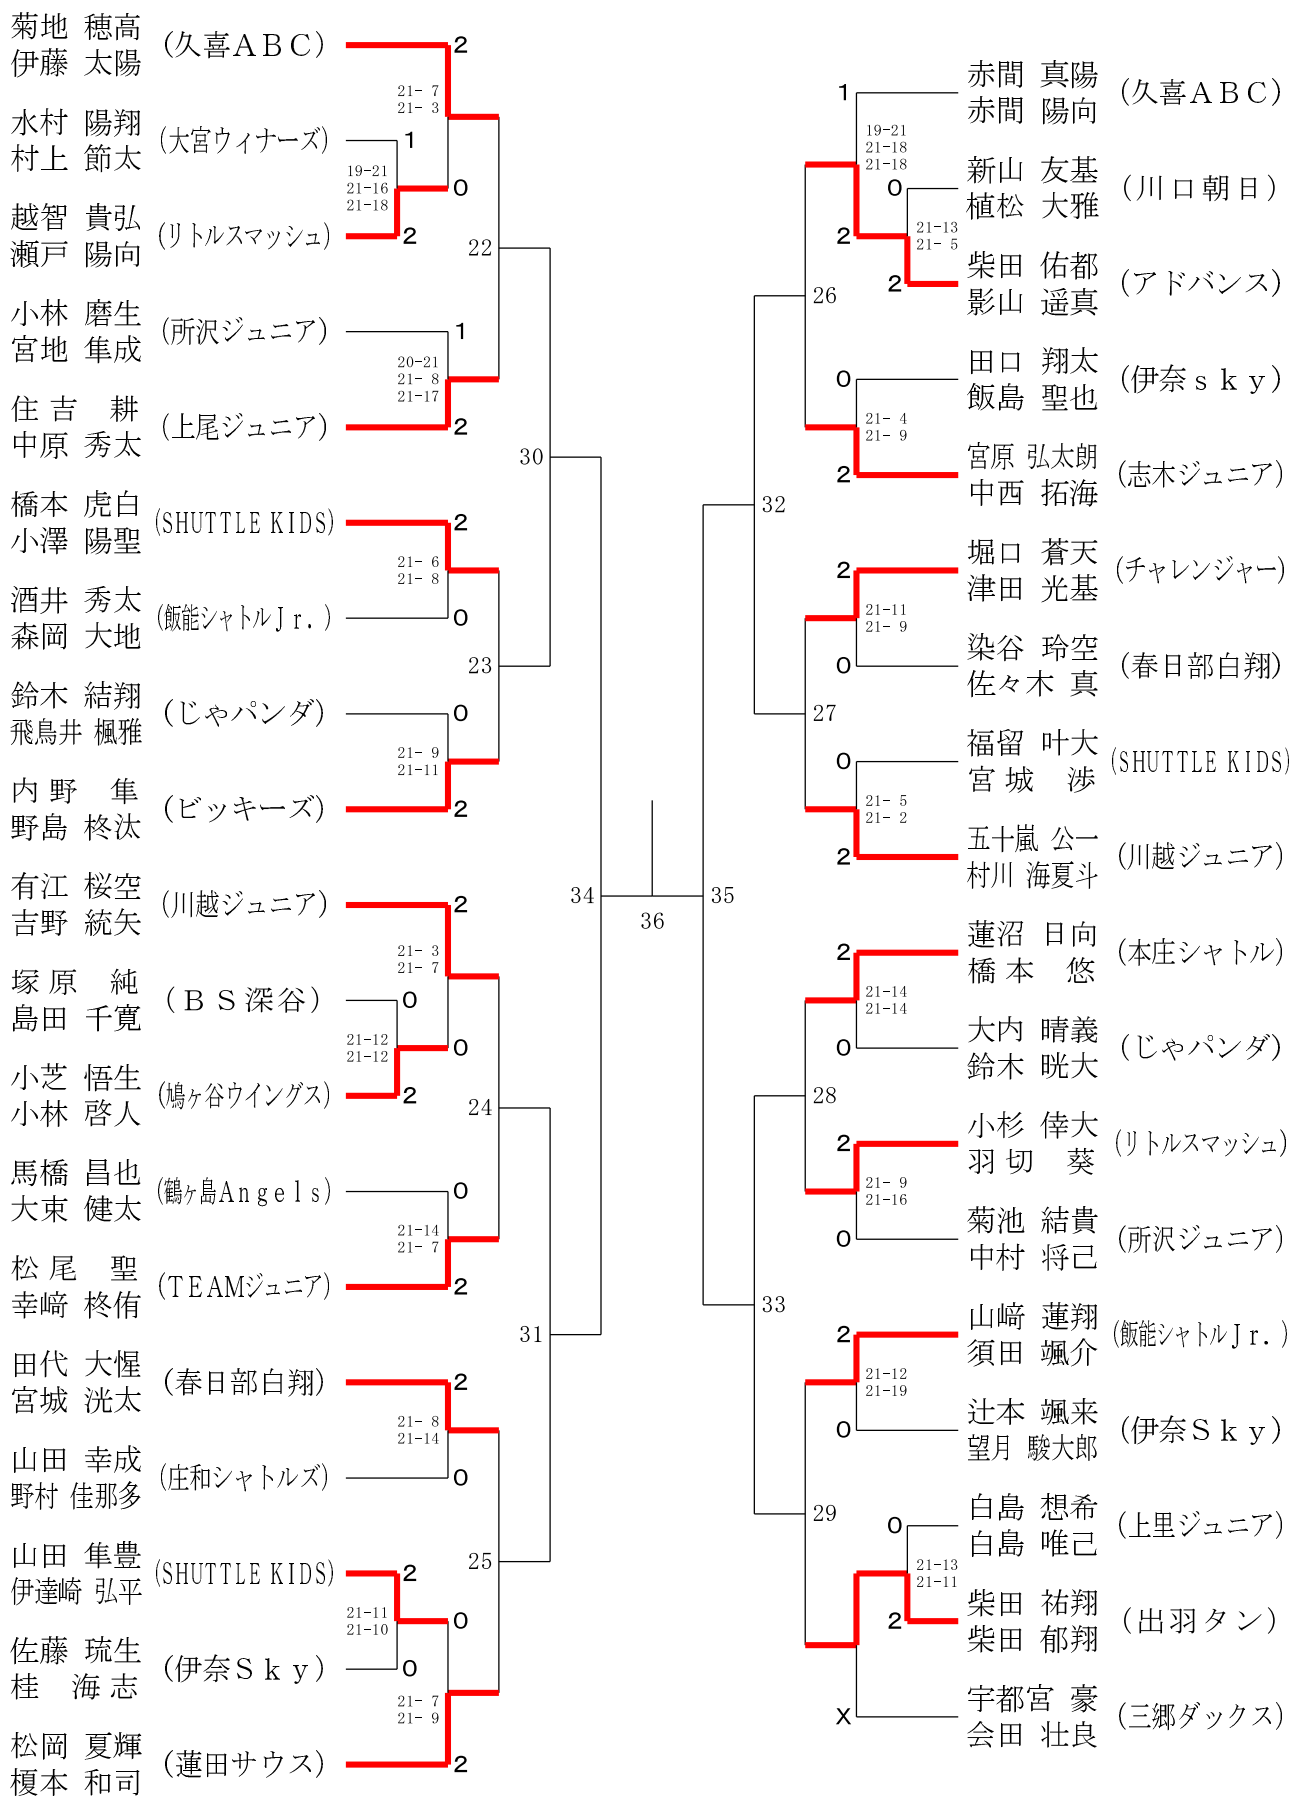 菊地 穂高
伊藤 太陽
(久喜ＡＢＣ)
2
21- 7
21- 3
水村 陽翔
村上 節太
(大宮ウィナーズ)
1
19-21
21-16
21-18
0
越智 貴弘
瀬戸 陽向
(リトルスマッシュ)
2
22
小林 磨生
宮地 隼成
(所沢ジュニア)
1
20-21
21- 8
21-17
住吉 耕
中原 秀太
(上尾ジュニア)
2
30
橋本 虎白
小澤 陽聖
(SHUTTLE KIDS)
2
21- 6
21- 8
酒井 秀太
森岡 大地
(飯能シャトルＪｒ．)
0
23
鈴木 結翔
飛鳥井 楓雅
(じゃパンダ)
0
21- 9
21-11
内野 隼
野島 柊汰
(ビッキーズ)
2
34
有江 桜空
吉野 統矢
(川越ジュニア)
2
21- 3
21- 7
塚原 純
島田 千寛
(ＢＳ深谷)
0
21-12
21-12
0
小芝 悟生
小林 啓人
(鳩ヶ谷ウイングス)
2
24
馬橋 昌也
大束 健太
(鶴ヶ島Ａｎｇｅｌｓ)
0
21-14
21- 7
松尾 聖
幸﨑 柊侑
(ＴＥＡＭジュニア)
2
31
田代 大惺
宮城 洸太
(春日部白翔)
2
21- 8
21-14
山田 幸成
野村 佳那多
(庄和シャトルズ)
0
25
山田 隼豊
伊達崎 弘平
(SHUTTLE KIDS)
2
21-11
21-10
0
佐藤 琉生
桂 海志
(伊奈Ｓｋｙ)
0
21- 7
21- 9
松岡 夏輝
榎本 和司
(蓮田サウス)
2
36
赤間 真陽
赤間 陽向
(久喜ＡＢＣ)
1
19-21
21-18
21-18
新山 友基
植松 大雅
(川口朝日)
0
21-13
21- 5
2
柴田 佑都
影山 遥真
(アドバンス)
2
26
田口 翔太
飯島 聖也
(伊奈ｓｋｙ)
0
21- 4
21- 9
宮原 弘太朗
中西 拓海
(志木ジュニア)
2
32
堀口 蒼天
津田 光基
(チャレンジャー)
2
21-11
21- 9
染谷 玲空
佐々木 真
(春日部白翔)
0
27
福留 叶大
宮城 渉
(SHUTTLE KIDS)
0
21- 5
21- 2
五十嵐 公一
村川 海夏斗
(川越ジュニア)
2
35
蓮沼 日向
橋本 悠
(本庄シャトル)
2
21-14
21-14
大内 晴義
鈴木 晄大
(じゃパンダ)
0
28
小杉 倖大
羽切 葵
(リトルスマッシュ)
2
21- 9
21-16
菊池 結貴
中村 将己
(所沢ジュニア)
0
33
山﨑 蓮翔
須田 颯介
(飯能シャトルＪｒ．)
2
21-12
21-19
辻本 颯来
望月 駿大郎
(伊奈Ｓｋｙ)
0
29
白島 想希
白島 唯己
(上里ジュニア)
0
21-13
21-11
柴田 祐翔
柴田 郁翔
(出羽タン)
2
宇都宮 豪
会田 壮良
(三郷ダックス)
X